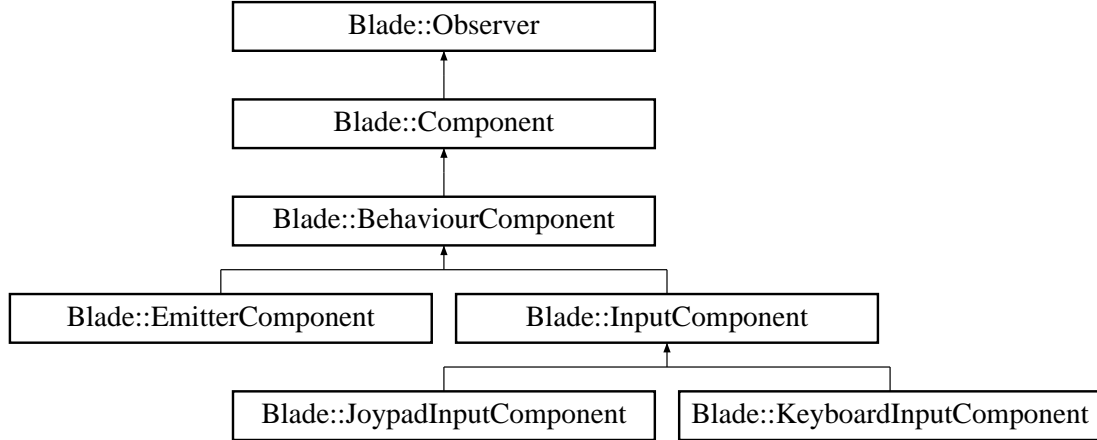 Blade::Observer
Blade::Component
Blade::BehaviourComponent
Blade::EmitterComponent
Blade::InputComponent
Blade::JoypadInputComponent
Blade::KeyboardInputComponent